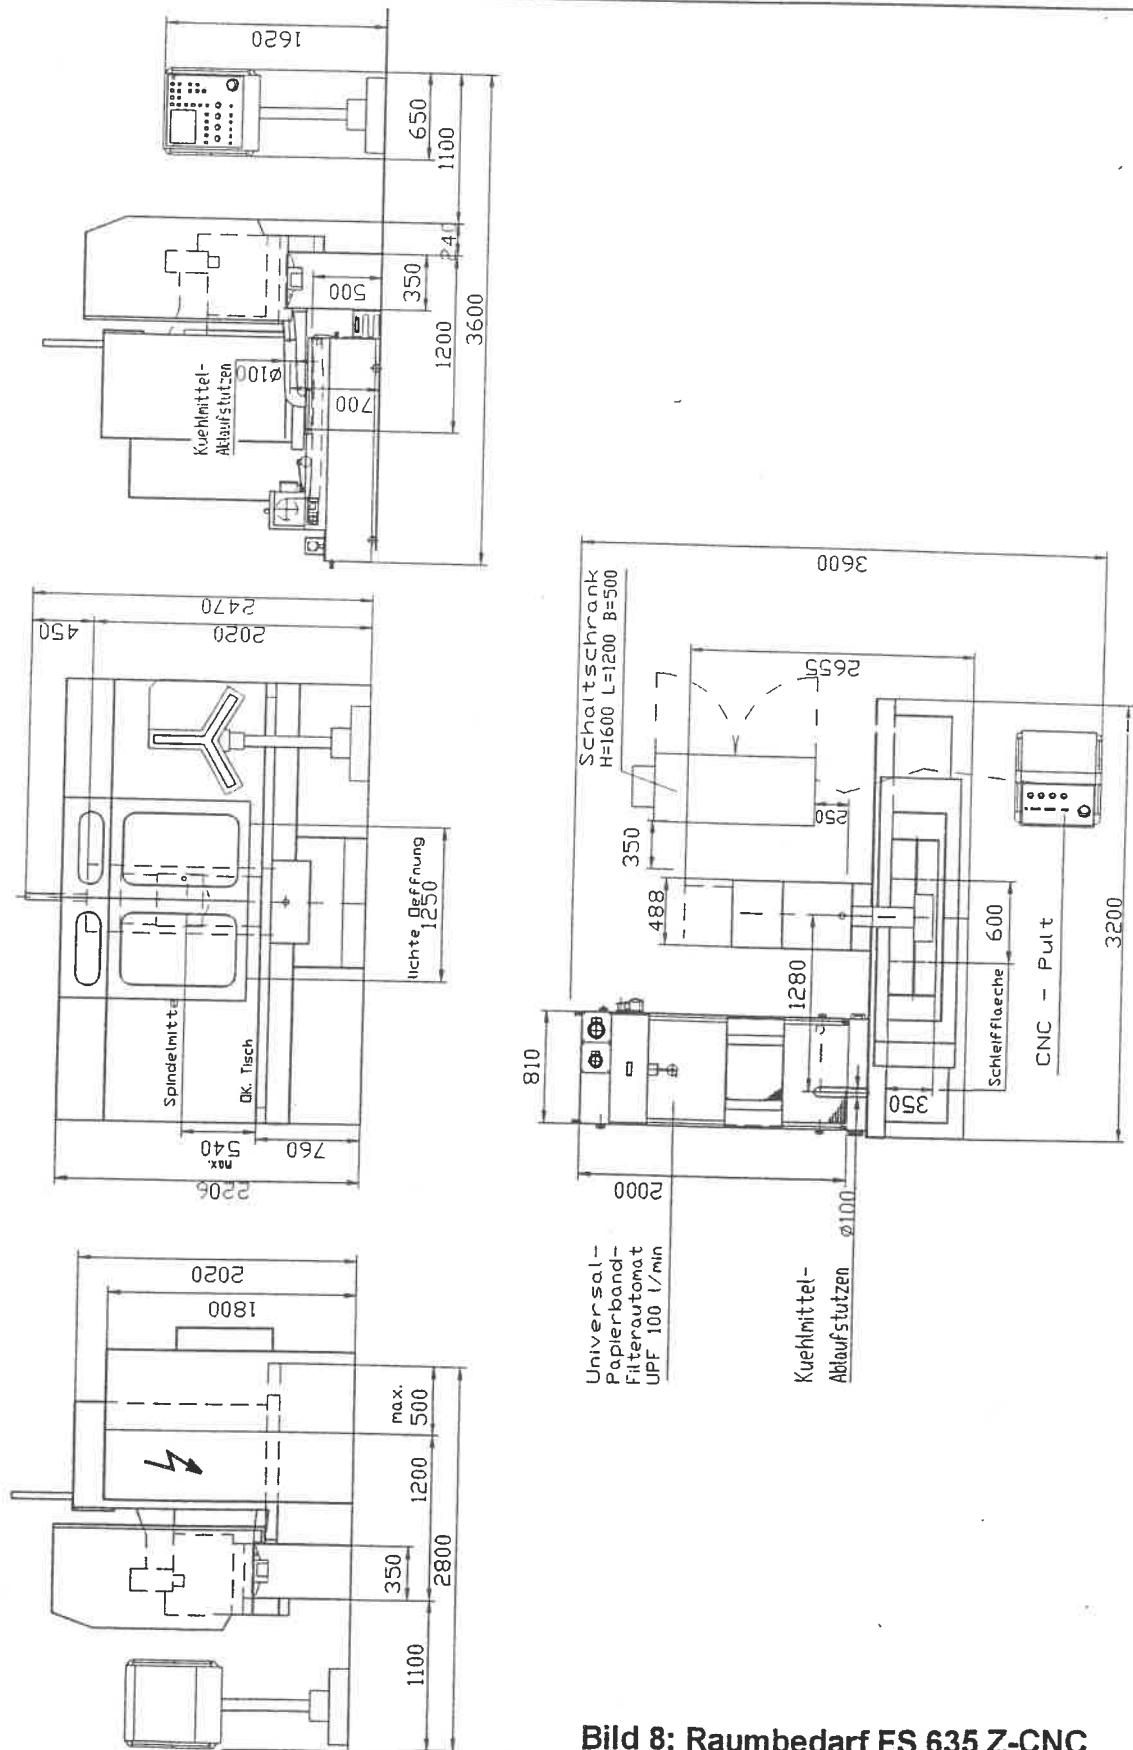 1620
650
1100
240
350
500
1200
3600
Kuehlmittel-
Ablaufstutzen
Ø100
700
2470
450
2020
lichte Oeffnung
1250
Spindelmitte
OK. Tisch
max.
540
760
2206
2020
1800
max.
500
1200
350
2800
1100
3600
Schaltschrank
H=1600 L=1200 B=500
2655
250
350
488
1280
600
3200
Schleifflaeche
CNC - Pult
350
810
2000
Ø100
Universal-
Papierband-
Filterautomat
UPF 100 l/min
Kuehlmittel-
Ablaufstutzen
Bild 8: Raumbedarf FS 635 Z-CNC